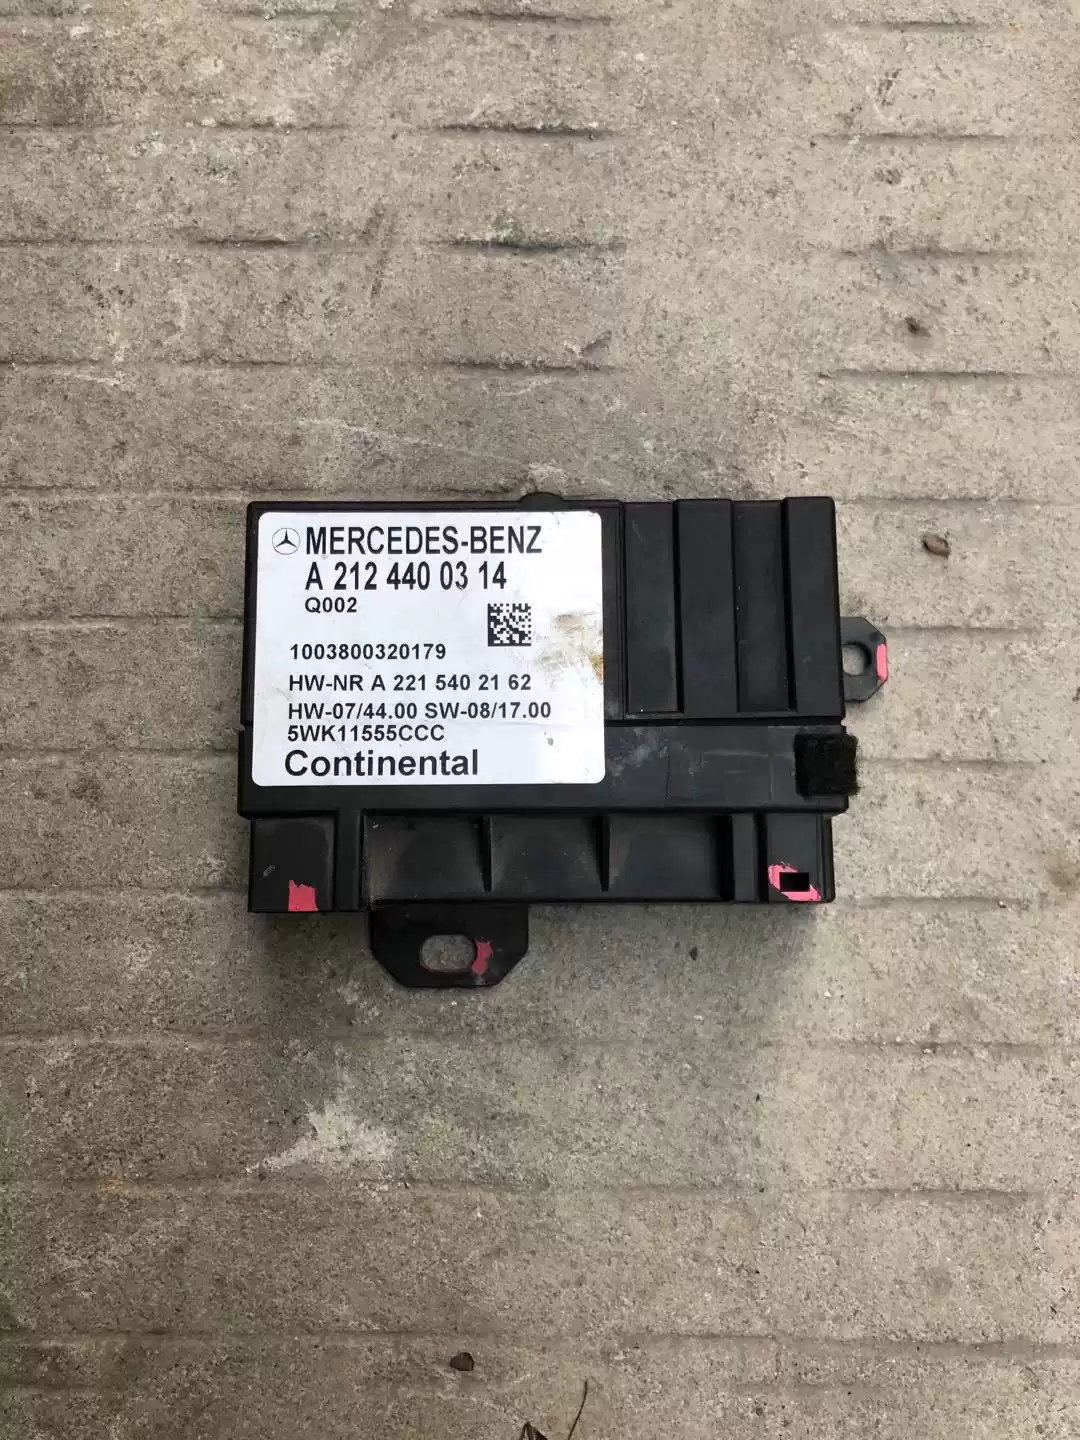 MERCEDES-BENZ
A 212 440 03 14
Q002
1003800320179
HW-NR A 221 540 21 62
HW-07/44.00 SW-08/17.00
5WK11555CCC
Continental